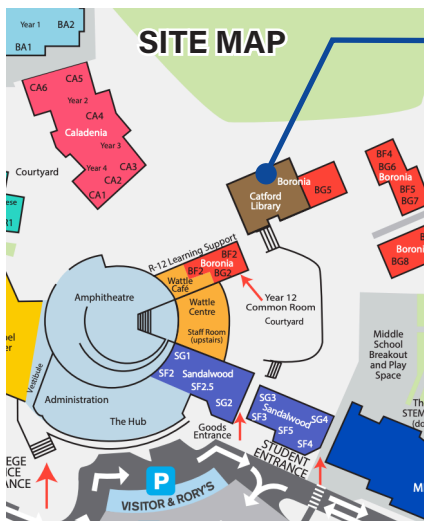 SITE MAP
Year 1
BA2
BA1
CA6
CA5
Year 2
CA4
Caladenia
Year 3
Year 4
CA3
CA2
CA1
Courtyard
R1
Boronia
BG5
Catford
Library
BF4
BG6
Boronia
BF5
BG7
BG8
R-12 Learning Support
BF2
Boronia
BF2
BG2
Wattle
Café
Wattle
Centre
Staff Room
(upstairs)
Year 12
Common Room
Courtyard
Amphitheatre
Vestibule
Administration
The Hub
SG1
SF2
Sandalwood
SF2.5
SG2
SG3
SG4
Sandalwood
SF3
SF5
SF4
Goods
Entrance
STUDENT
ENTRANCE
Middle
School
Breakout
and Play
Space
STEM
P
VISITOR & RORY'S